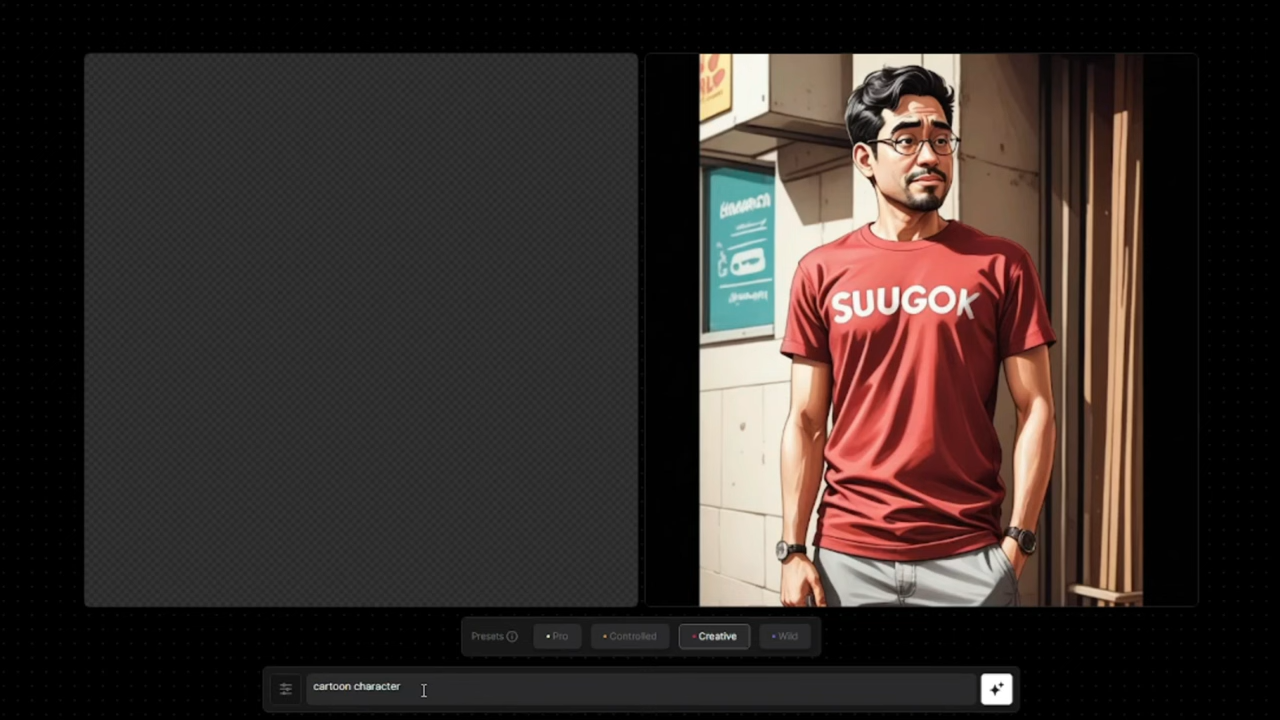 SUUGOK
Presets
Pro
Controlled
Creative
Wild
cartoon character